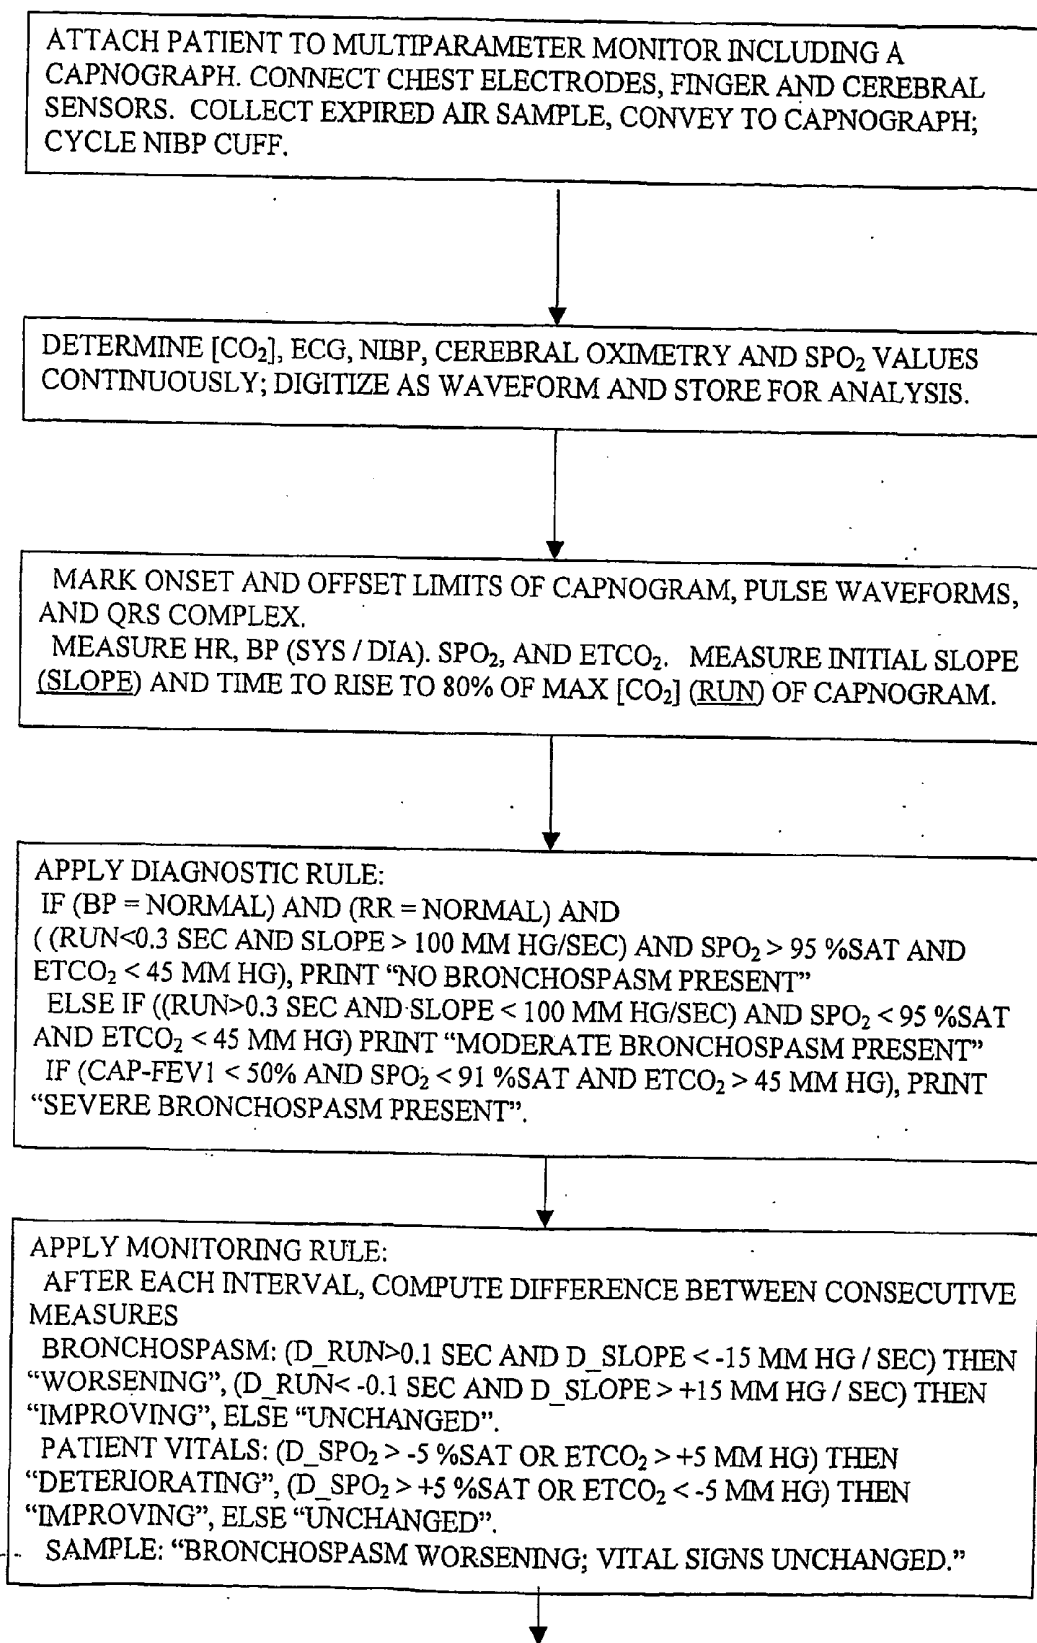 ATTACH PATIENT TO MULTIPARAMETER MONITOR INCLUDING A
CAPNOGRAPH. CONNECT CHEST ELECTRODES, FINGER AND CEREBRAL
SENSORS. COLLECT EXPIRED AIR SAMPLE, CONVEY TO CAPNOGRAPH;
CYCLE NIBP CUFF.
DETERMINE [CO₂], ECG, NIBP, CEREBRAL OXIMETRY AND SPO₂ VALUES
CONTINUOUSLY; DIGITIZE AS WAVEFORM AND STORE FOR ANALYSIS.
MARK ONSET AND OFFSET LIMITS OF CAPNOGRAM, PULSE WAVEFORMS,
AND QRS COMPLEX.
MEASURE HR, BP (SYS / DIA). SPO₂, AND ETCO₂. MEASURE INITIAL SLOPE
(SLOPE) AND TIME TO RISE TO 80% OF MAX [CO₂] (RUN) OF CAPNOGRAM.
APPLY DIAGNOSTIC RULE:
IF (BP = NORMAL) AND (RR = NORMAL) AND
( (RUN<0.3 SEC AND SLOPE > 100 MM HG/SEC) AND SPO₂ > 95 %SAT AND
ETCO₂ < 45 MM HG), PRINT “NO BRONCHOSPASM PRESENT”
ELSE IF ((RUN>0.3 SEC AND SLOPE < 100 MM HG/SEC) AND SPO₂ < 95 %SAT
AND ETCO₂ < 45 MM HG) PRINT “MODERATE BRONCHOSPASM PRESENT”
IF (CAP-FEV1 < 50% AND SPO₂ < 91 %SAT AND ETCO₂ > 45 MM HG), PRINT
“SEVERE BRONCHOSPASM PRESENT”.
APPLY MONITORING RULE:
AFTER EACH INTERVAL, COMPUTE DIFFERENCE BETWEEN CONSECUTIVE
MEASURES
BRONCHOSPASM: (D_RUN>0.1 SEC AND D_SLOPE < -15 MM HG / SEC) THEN
“WORSENING”, (D_RUN< -0.1 SEC AND D_SLOPE > +15 MM HG / SEC) THEN
“IMPROVING”, ELSE “UNCHANGED”.
PATIENT VITALS: (D_SPO₂ > -5 %SAT OR ETCO₂ > +5 MM HG) THEN
“DETERIORATING”, (D_SPO₂ > +5 %SAT OR ETCO₂ < -5 MM HG) THEN
“IMPROVING”, ELSE “UNCHANGED”.
SAMPLE: “BRONCHOSPASM WORSENING; VITAL SIGNS UNCHANGED.”